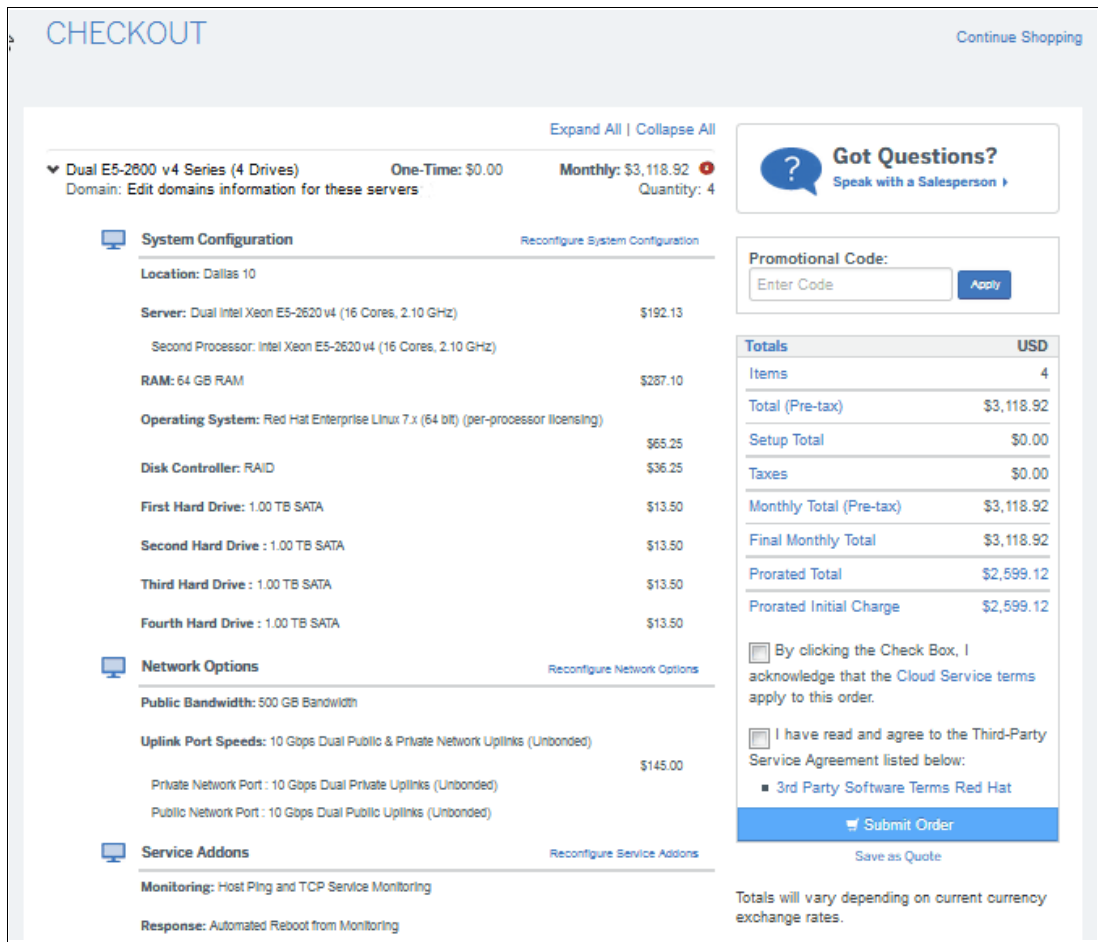 CHECKOUT
Continue Shopping
Expand All | Collapse All
Dual E5-2600 v4 Series (4 Drives) One-Time: $0.00 Monthly: $3,118.92
Domain: Edit domains information for these servers Quantity: 4
System Configuration Reconfigure System Configuration
Location: Dallas 10
Server: Dual Intel Xeon E5-2620 v4 (16 Cores, 2.10 GHz) $192.13
Second Processor: Intel Xeon E5-2620 v4 (16 Cores, 2.10 GHz)
RAM: 64 GB RAM $287.10
Operating System: Red Hat Enterprise Linux 7.x (64 bit) (per-processor licensing)
$65.25
Disk Controller: RAID $36.25
First Hard Drive: 1.00 TB SATA $13.50
Second Hard Drive : 1.00 TB SATA $13.50
Third Hard Drive : 1.00 TB SATA $13.50
Fourth Hard Drive : 1.00 TB SATA $13.50
Network Options Reconfigure Network Options
Public Bandwidth: 500 GB Bandwidth
Uplink Port Speeds: 10 Gbps Dual Public & Private Network Uplinks (Unbonded)
$145.00
Private Network Port : 10 Gbps Dual Private Uplinks (Unbonded)
Public Network Port : 10 Gbps Dual Public Uplinks (Unbonded)
Service Addons Reconfigure Service Addons
Monitoring: Host Ping and TCP Service Monitoring
Response: Automated Reboot from Monitoring
?
Got Questions?
Speak with a Salesperson
Promotional Code:
Enter Code Apply
Totals USD
Items 4
Total (Pre-tax) $3,118.92
Setup Total $0.00
Taxes $0.00
Monthly Total (Pre-tax) $3,118.92
Final Monthly Total $3,118.92
Prorated Total $2,599.12
Prorated Initial Charge $2,599.12
By clicking the Check Box, I
acknowledge that the Cloud Service terms
apply to this order.
I have read and agree to the Third-Party
Service Agreement listed below:
3rd Party Software Terms Red Hat
Submit Order
Save as Quote
Totals will vary depending on current currency
exchange rates.